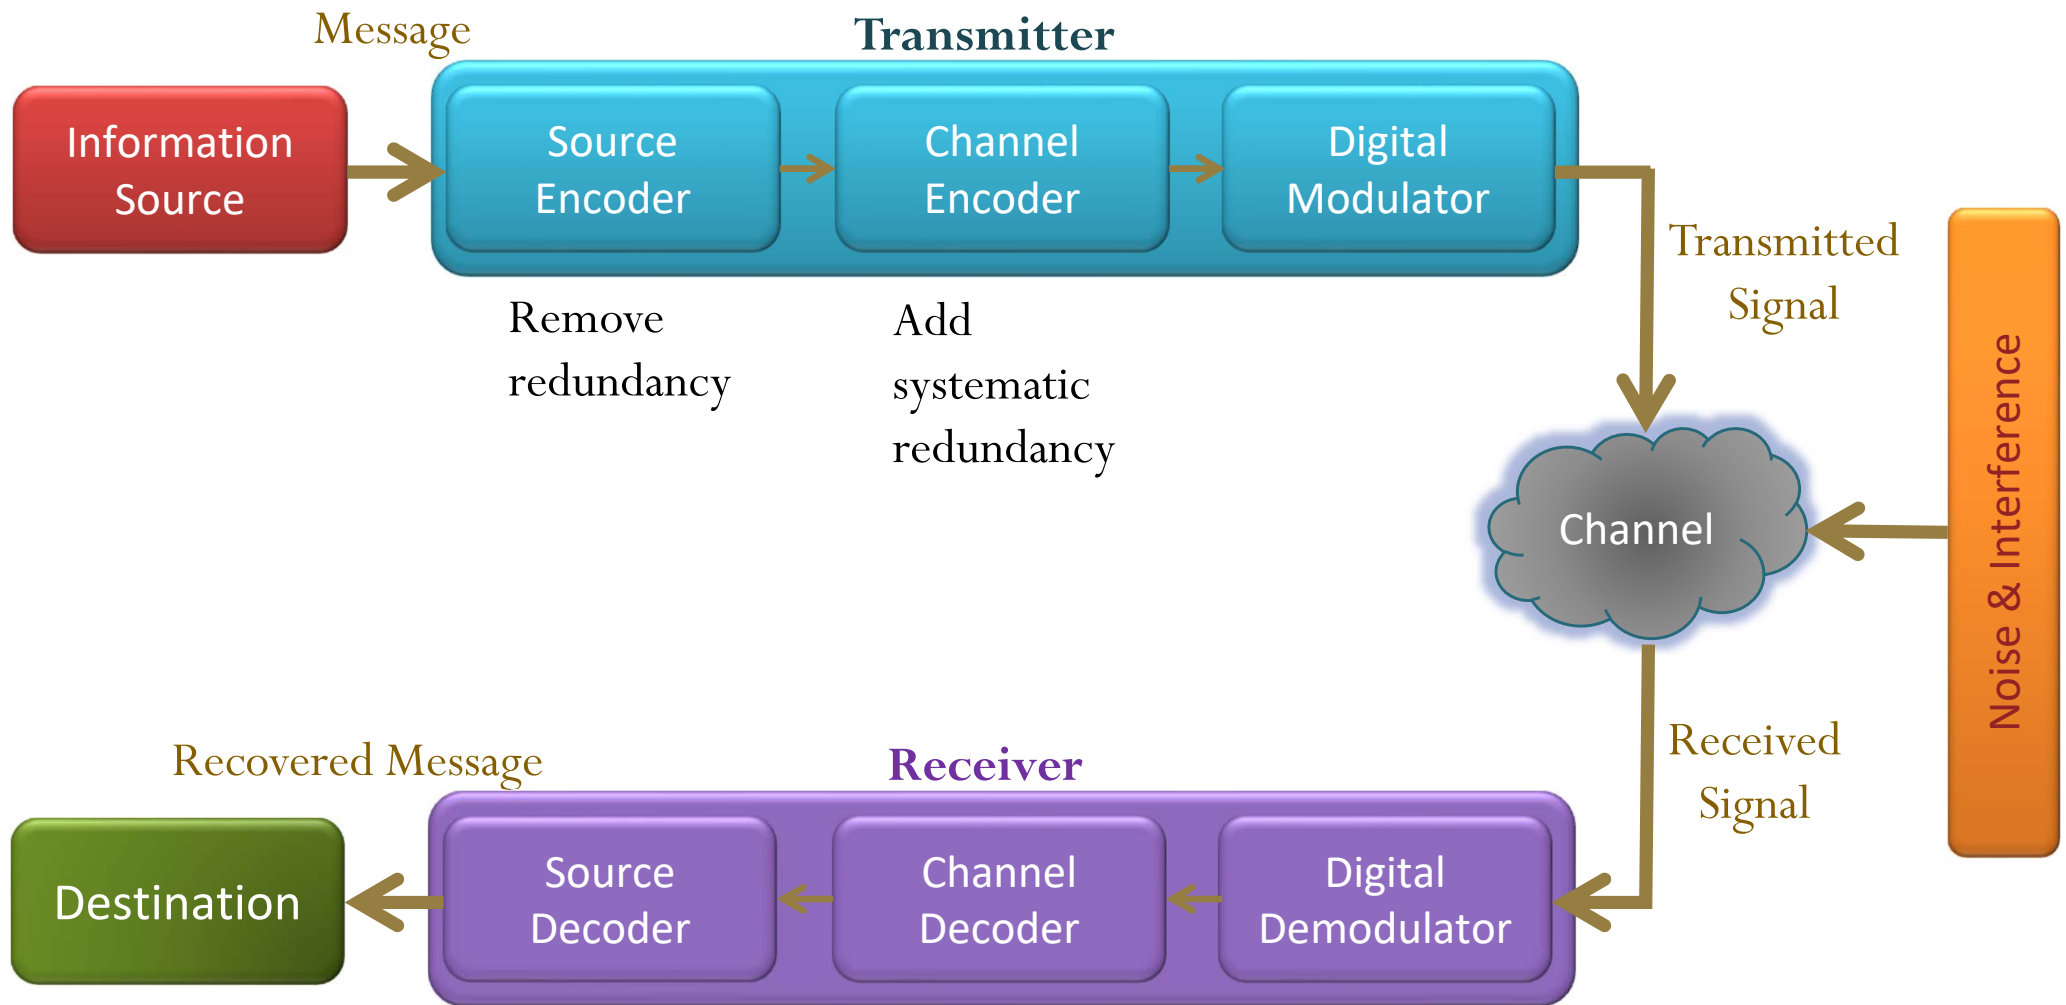 Message
Transmitter
Information
Source
Source
Encoder
Channel
Encoder
Digital
Modulator
Transmitted
Signal
Remove
redundancy
Add
systematic
redundancy
Channel
Noise & Interference
Received
Signal
Recovered Message
Receiver
Destination
Source
Decoder
Channel
Decoder
Digital
Demodulator